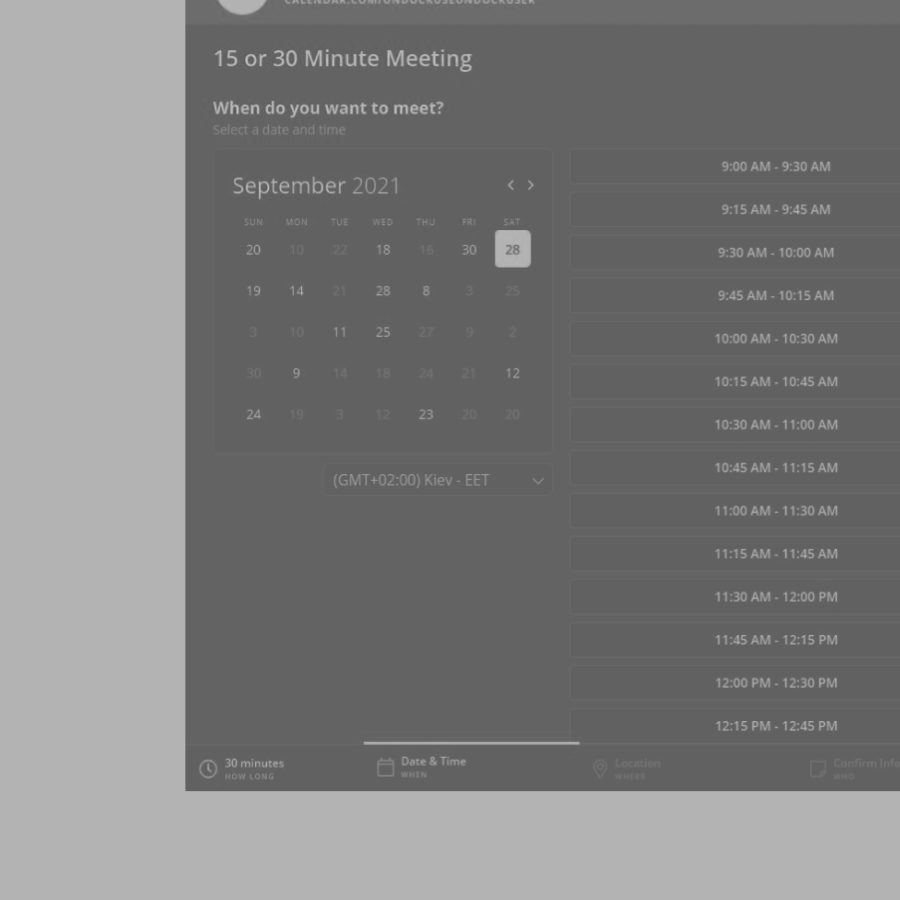 15 or 30 Minute Meeting
When do you want to meet?
Select a date and time
September 2021
SUN MON TUE WED THU FRI SAT
20 10 22 18 16 30 28
19 14 21 28 8 3 25
3 10 11 25 27 9 2
30 9 14 18 24 21 12
24 19 3 12 23 20 20
(GMT+02:00) Kiev - EET
9:00 AM - 9:30 AM
9:15 AM - 9:45 AM
9:30 AM - 10:00 AM
9:45 AM - 10:15 AM
10:00 AM - 10:30 AM
10:15 AM - 10:45 AM
10:30 AM - 11:00 AM
10:45 AM - 11:15 AM
11:00 AM - 11:30 AM
11:15 AM - 11:45 AM
11:30 AM - 12:00 PM
11:45 AM - 12:15 PM
12:00 PM - 12:30 PM
12:15 PM - 12:45 PM
30 minutes
HOW LONG
Date & Time
WHEN
Location
WHERE
Confirm Info
WHO